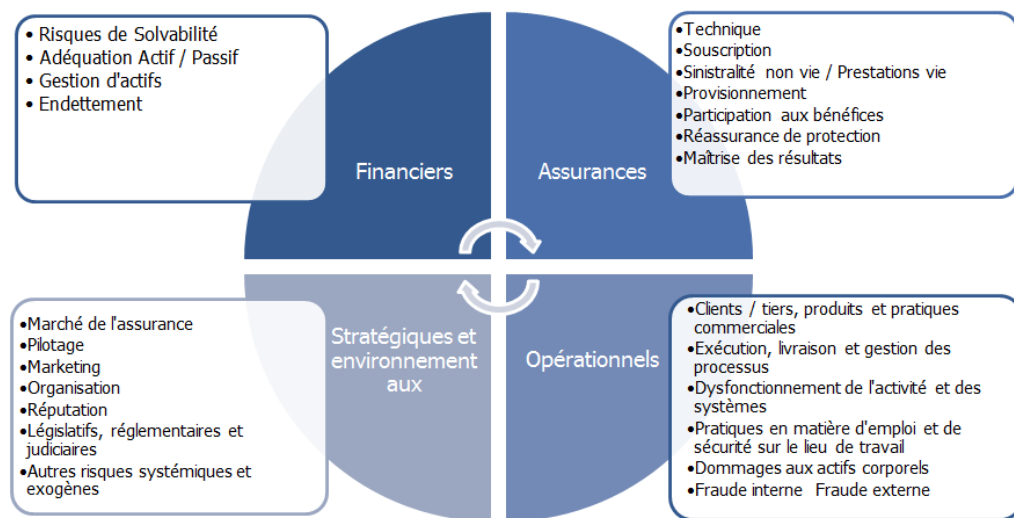 • Risques de Solvabilité
• Adéquation Actif / Passif
• Gestion d'actifs
• Endettement
Financiers
•Technique
•Souscription
•Sinistralité non vie / Prestations vie
•Provisionnement
•Participation aux bénéfices
•Réassurance de protection
•Maîtrise des résultats
Assurances
•Marché de l'assurance
•Pilotage
•Marketing
•Organisation
•Réputation
•Législatifs, réglementaires et
judiciaires
•Autres risques systémiques et
exogènes
Stratégiques et
environnement
aux
Opérationnels
•Clients / tiers, produits et pratiques
commerciales
•Exécution, livraison et gestion des
processus
•Dysfonctionnement de l'activité et des
systèmes
•Pratiques en matière d'emploi et de
sécurité sur le lieu de travail
•Dommages aux actifs corporels
•Fraude interne Fraude externe